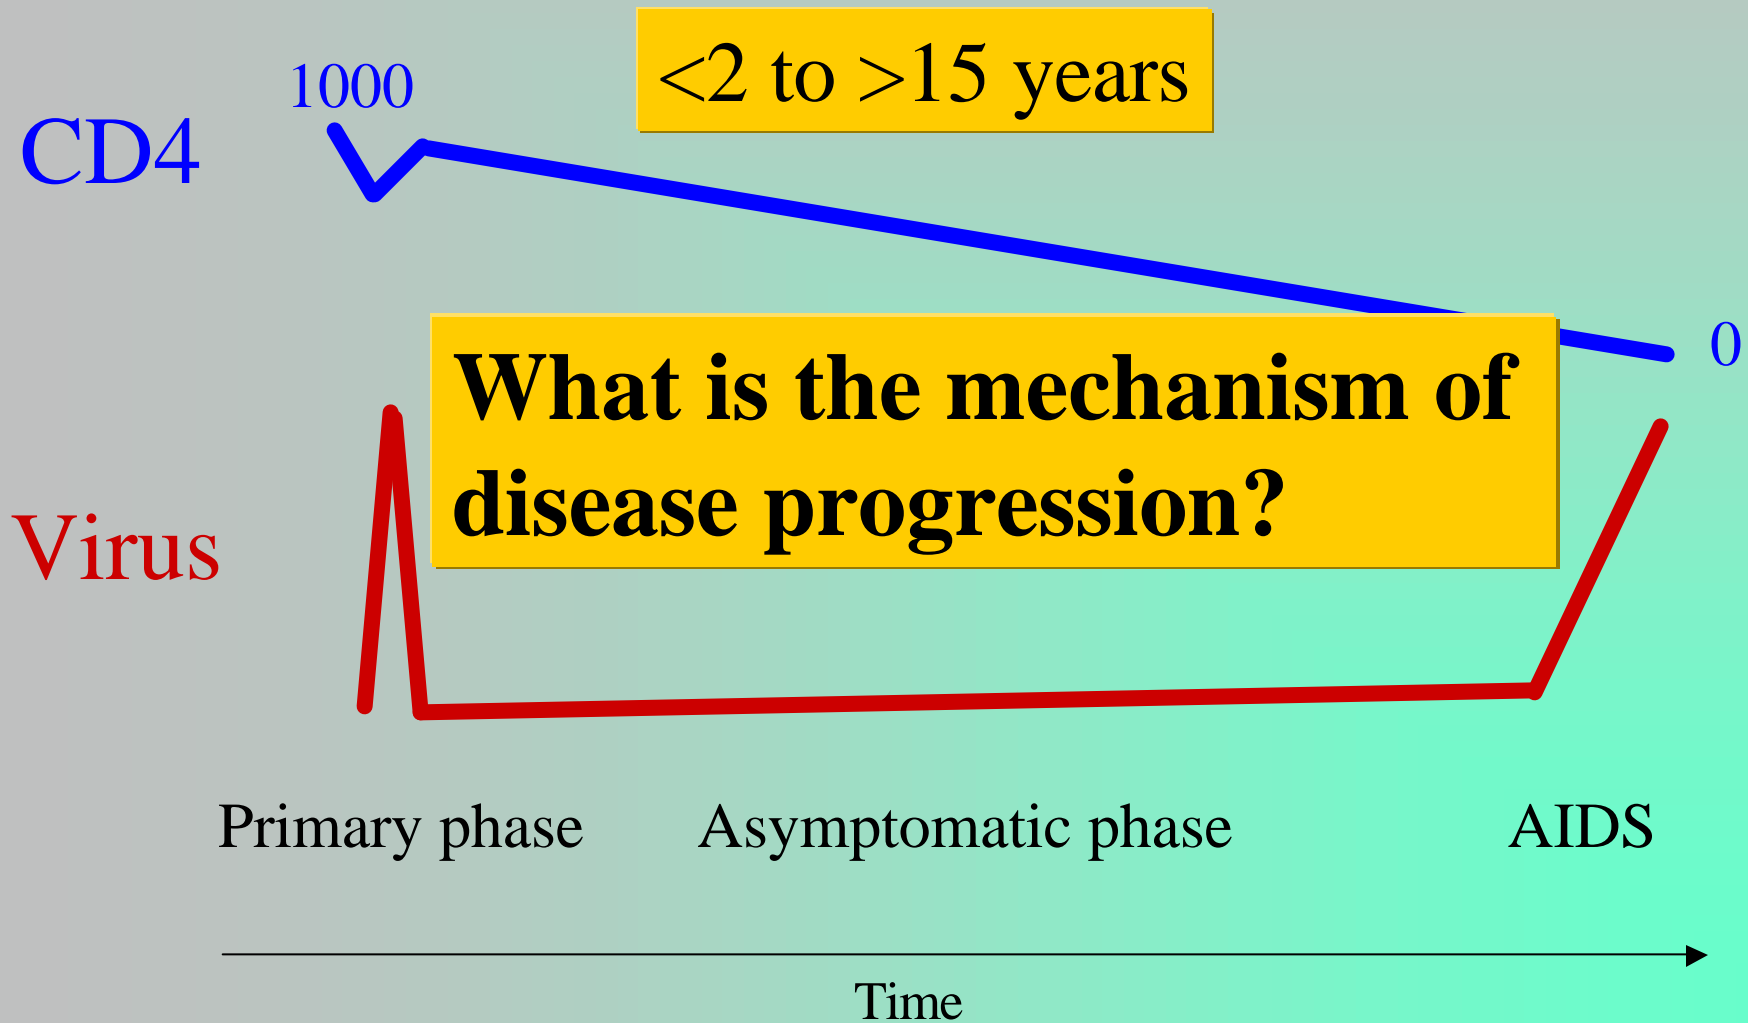 <2 to >15 years
1000
CD4
What is the mechanism of
disease progression?
0
Virus
Primary phase
Asymptomatic phase
AIDS
Time